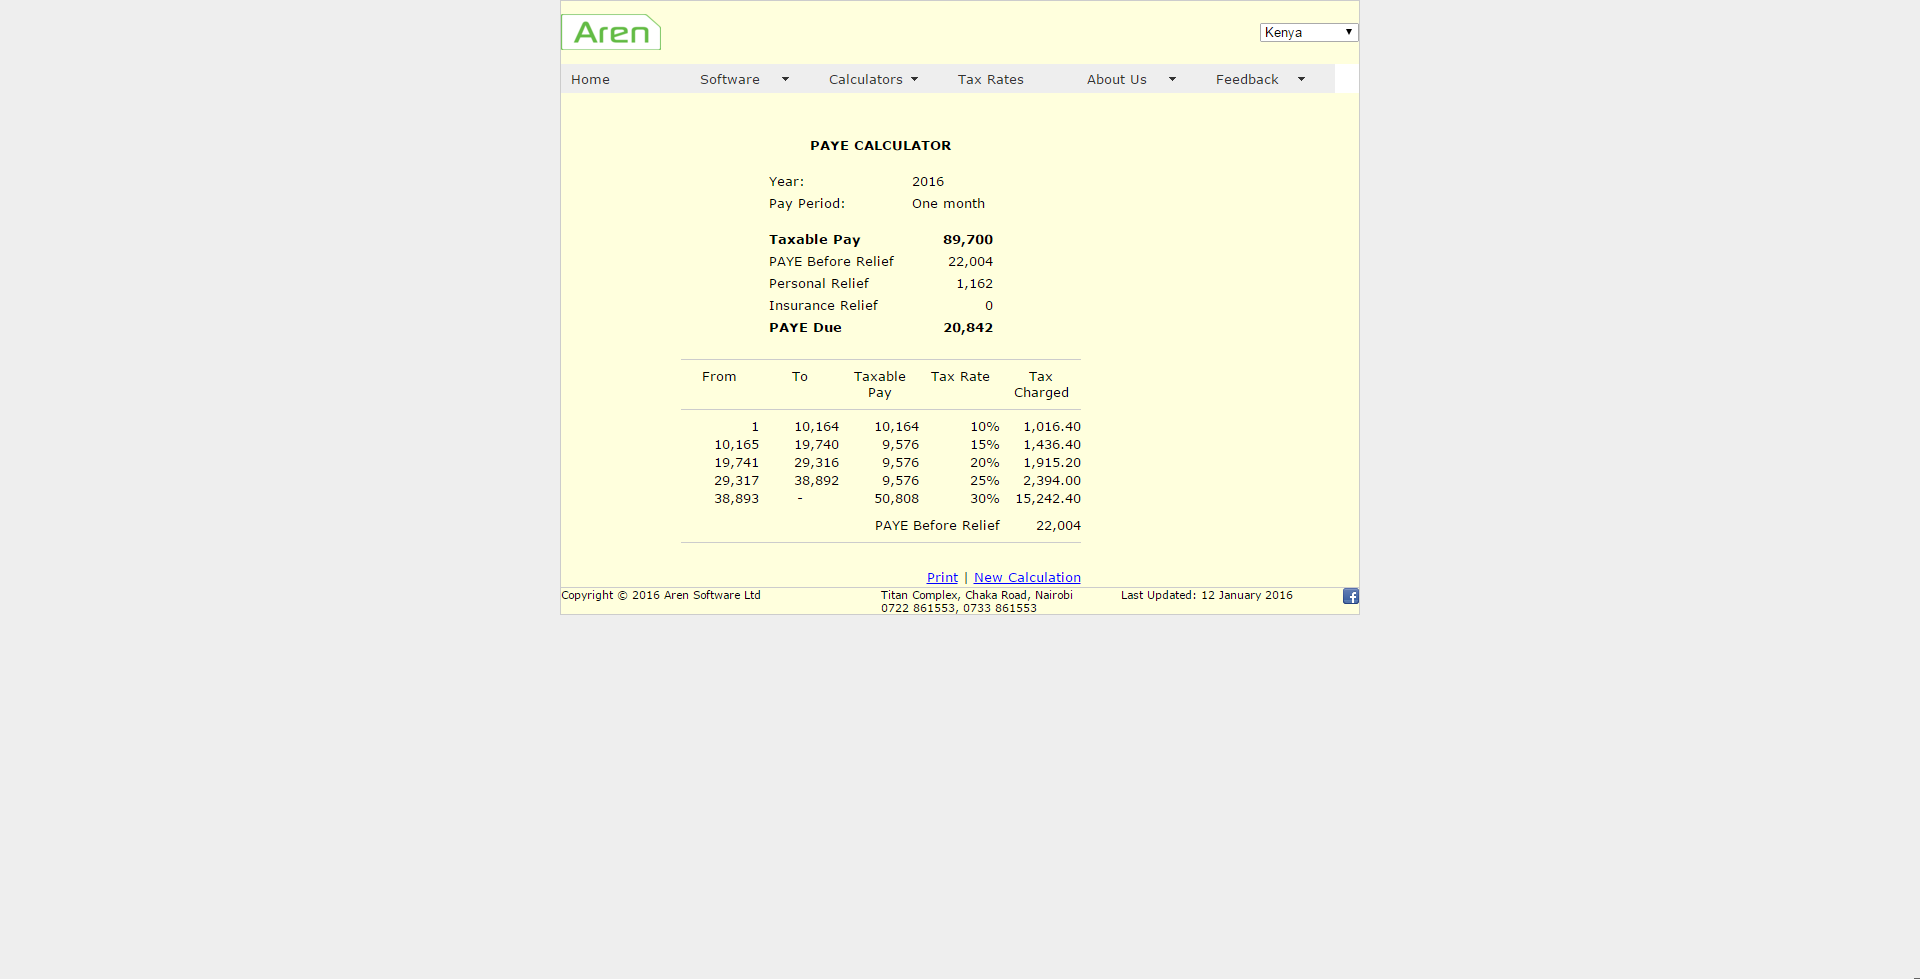 Aren
Kenya
Home Software Calculators Tax Rates About Us Feedback
PAYE CALCULATOR
Year: 2016
Pay Period: One month
Taxable Pay 89,700
PAYE Before Relief 22,004
Personal Relief 1,162
Insurance Relief 0
PAYE Due 20,842
From To Taxable Pay Tax Rate Tax Charged
1 10,164 10,164 10% 1,016.40
10,165 19,740 9,576 15% 1,436.40
19,741 29,316 9,576 20% 1,915.20
29,317 38,892 9,576 25% 2,394.00
38,893 - 50,808 30% 15,242.40
PAYE Before Relief 22,004
Print | New Calculation
Copyright © 2016 Aren Software Ltd Titan Complex, Chaka Road, Nairobi Last Updated: 12 January 2016
0722 861553, 0733 861553